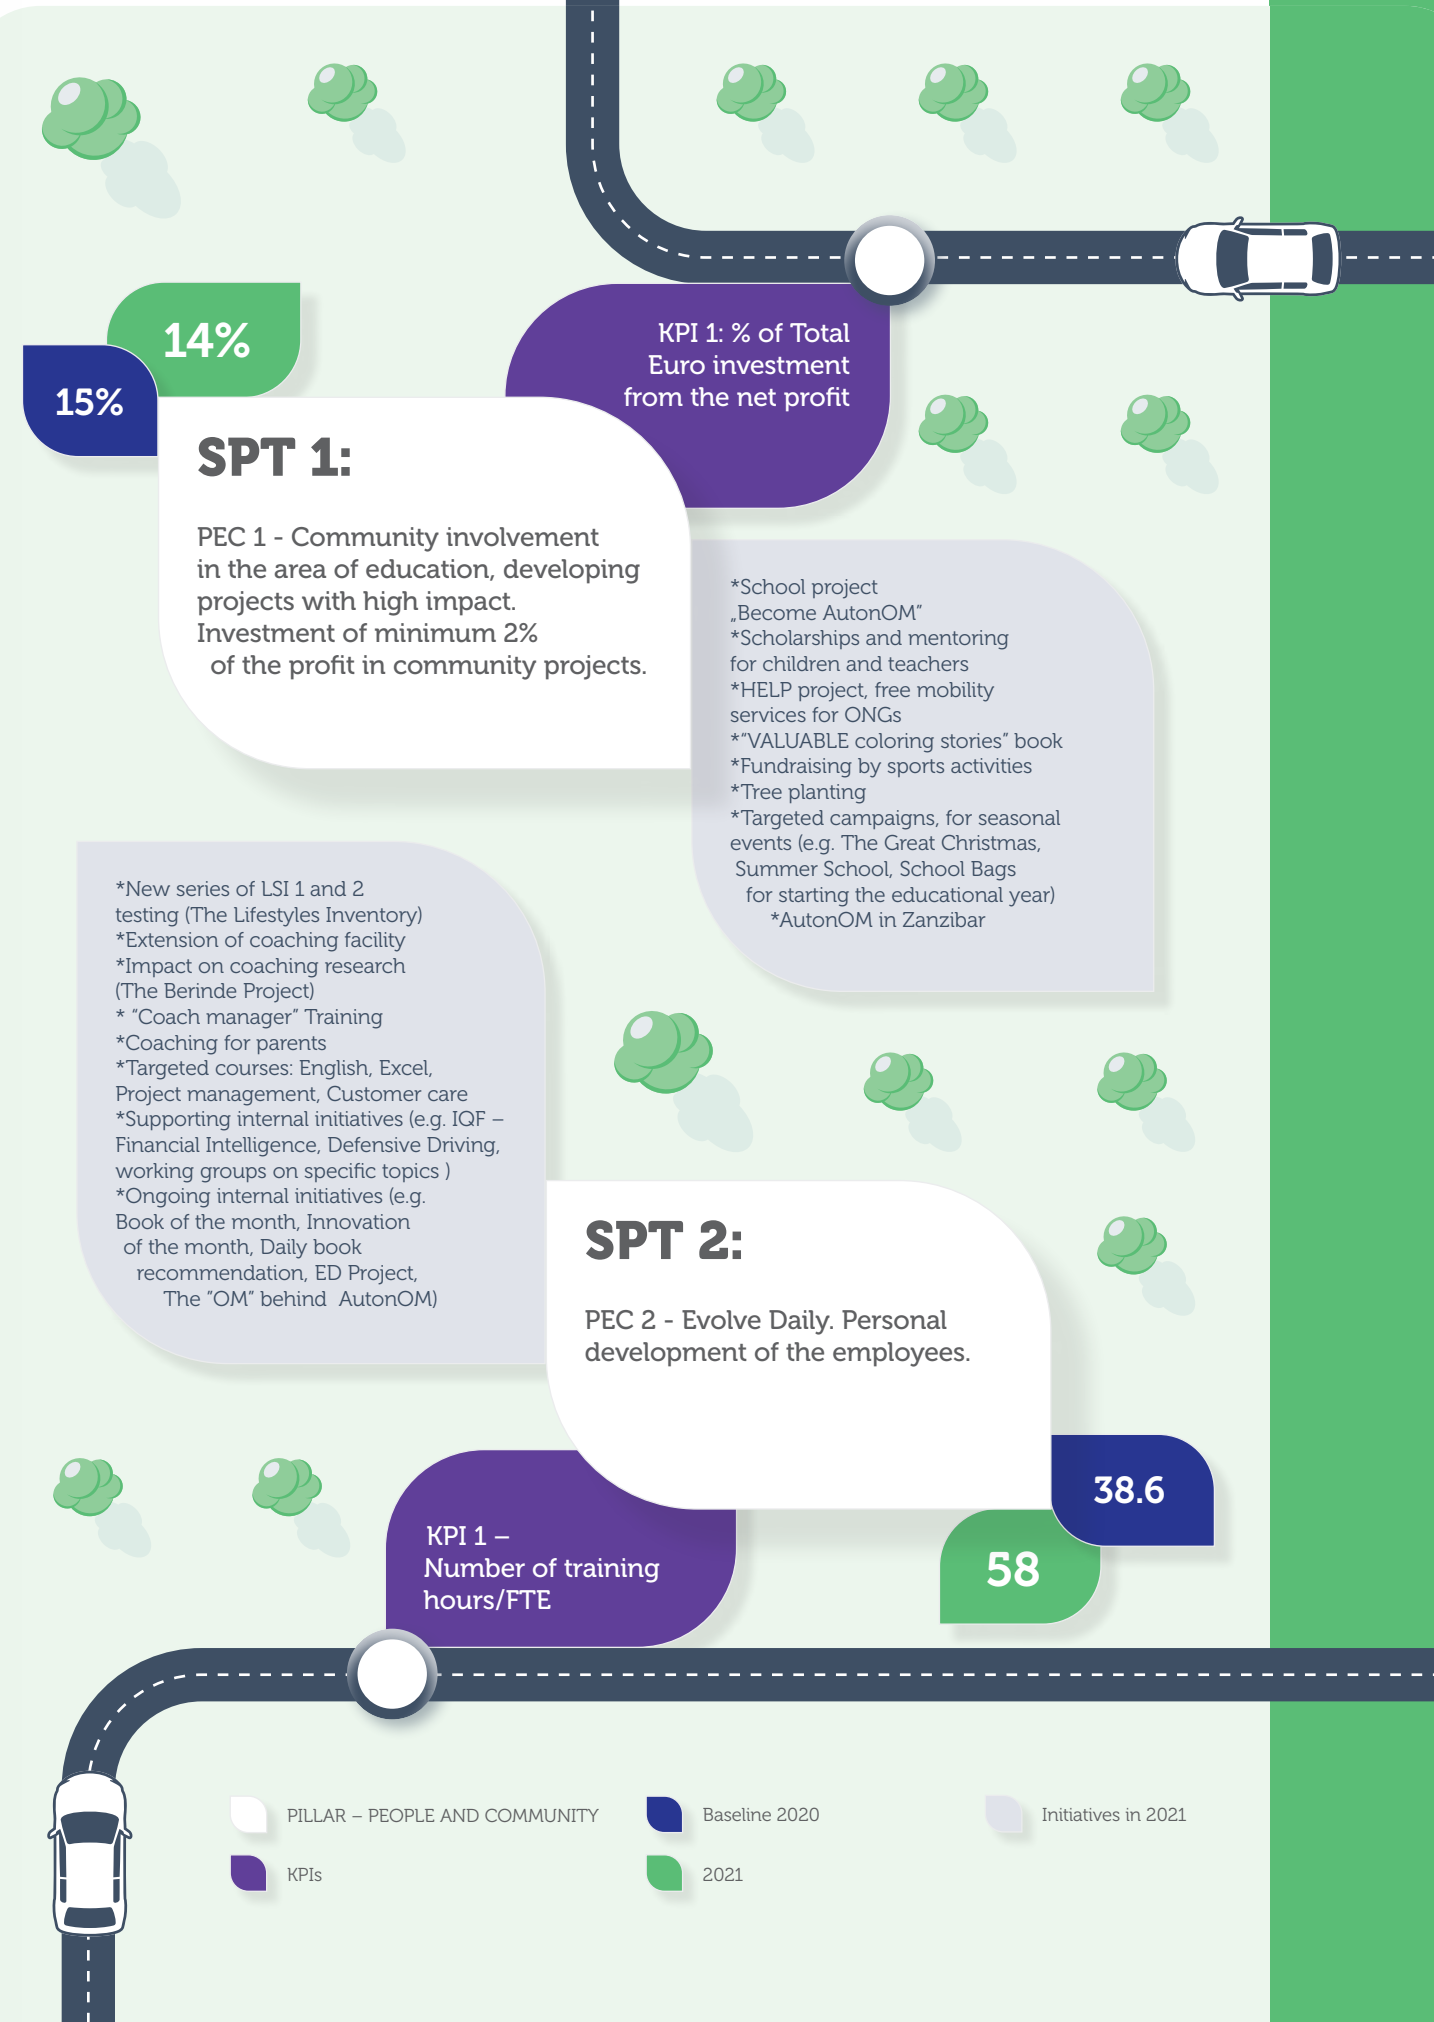 14%
15%
KPI 1: % of Total
Euro investment
from the net profit
SPT 1:
PEC 1 - Community involvement
in the area of education, developing
projects with high impact.
Investment of minimum 2%
of the profit in community projects.
*School project
„Become AutonOM”
*Scholarships and mentoring
for children and teachers
*HELP project, free mobility
services for ONGs
*“VALUABLE coloring stories” book
*Fundraising by sports activities
*Tree planting
*Targeted campaigns, for seasonal
events (e.g. The Great Christmas,
Summer School, School Bags
for starting the educational year)
*AutonOM in Zanzibar
*New series of LSI 1 and 2
testing (The Lifestyles Inventory)
*Extension of coaching facility
*Impact on coaching research
(The Berinde Project)
* “Coach manager” Training
*Coaching for parents
*Targeted courses: English, Excel,
Project management, Customer care
*Supporting internal initiatives (e.g. IQF –
Financial Intelligence, Defensive Driving,
working groups on specific topics )
*Ongoing internal initiatives (e.g.
Book of the month, Innovation
of the month, Daily book
recommendation, ED Project,
The ”OM” behind  AutonOM)
SPT 2:
PEC 2 - Evolve Daily. Personal
development of the employees.
38.6
58
KPI 1 –
Number of training
hours/FTE
PILLAR – PEOPLE AND COMMUNITY
Baseline 2020
Initiatives in 2021
KPIs
2021